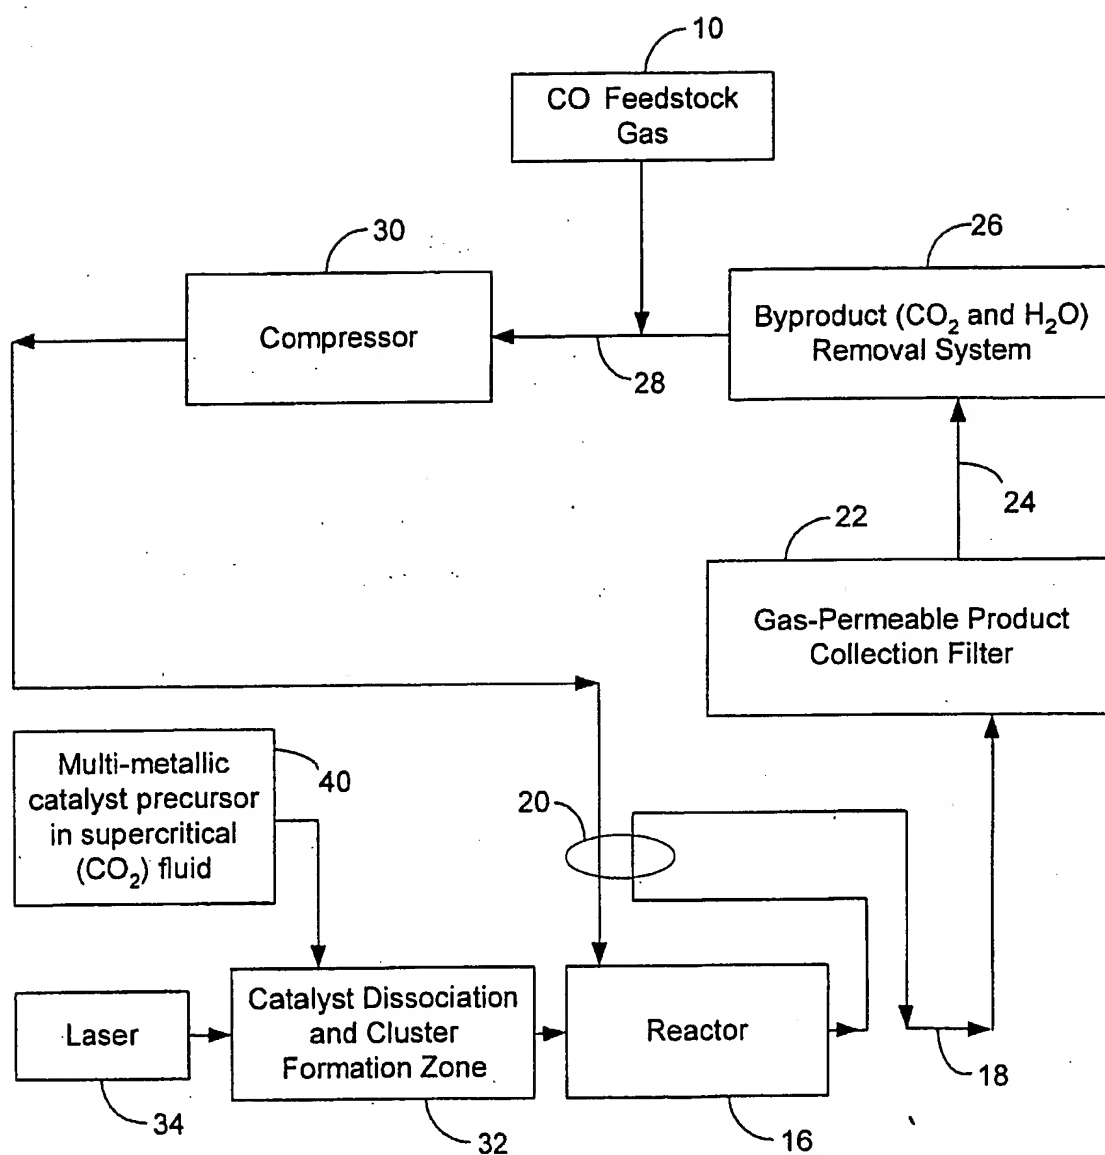 10
CO Feedstock
Gas
30
26
Compressor
Byproduct (CO₂ and H₂O)
Removal System
28
24
22
Gas-Permeable Product
Collection Filter
Multi-metallic
catalyst precursor
in supercritical
(CO₂) fluid
40
20
Laser
Catalyst Dissociation
and Cluster
Formation Zone
Reactor
18
34
32
16